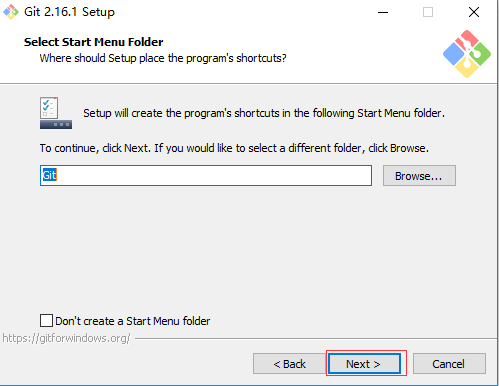 Git 2.16.1 Setup
Select Start Menu Folder
Where should Setup place the program's shortcuts?
Setup will create the program's shortcuts in the following Start Menu folder.
To continue, click Next. If you would like to select a different folder, click Browse.
Git
Browse...
Don't create a Start Menu folder
https://gitforwindows.org/
< Back
Next >
Cancel